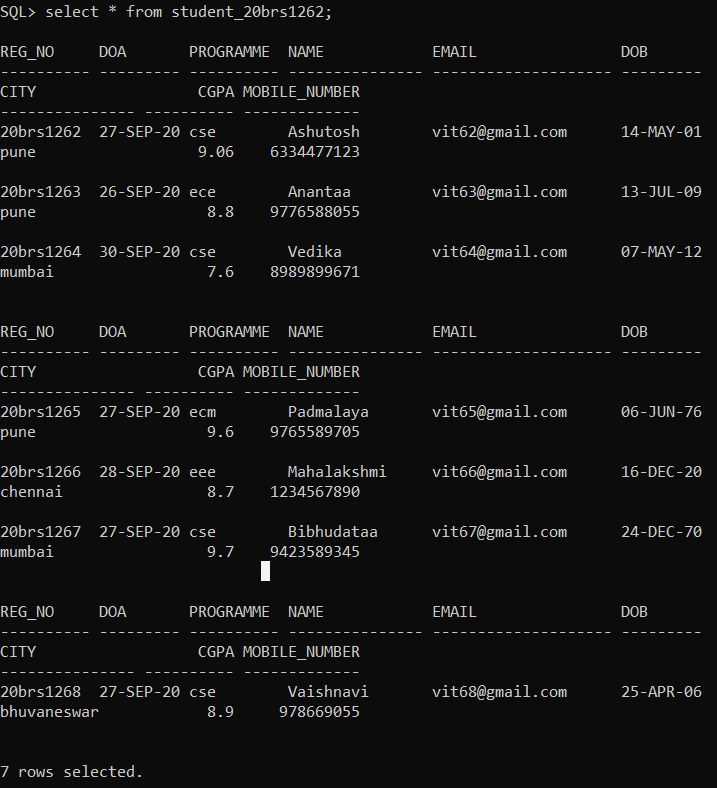 SQL> select * from student_20brs1262;
REG_NO     DOA       PROGRAMME  NAME            EMAIL                DOB
---------- --------- ---------- --------------- -------------------- ---------
CITY                  CGPA MOBILE_NUMBER
--------------- ---------- -------------
20brs1262  27-SEP-20 cse        Ashutosh        vit62@gmail.com      14-MAY-01
pune                  9.06    6334477123
20brs1263  26-SEP-20 ece        Anantaa         vit63@gmail.com      13-JUL-09
pune                   8.8    9776588055
20brs1264  30-SEP-20 cse        Vedika          vit64@gmail.com      07-MAY-12
mumbai                 7.6    8989899671
REG_NO     DOA       PROGRAMME  NAME            EMAIL                DOB
---------- --------- ---------- --------------- -------------------- ---------
CITY                  CGPA MOBILE_NUMBER
--------------- ---------- -------------
20brs1265  27-SEP-20 ecm        Padmalaya       vit65@gmail.com      06-JUN-76
pune                   9.6    9765589705
20brs1266  28-SEP-20 eee        Mahalakshmi     vit66@gmail.com      16-DEC-20
chennai                8.7    1234567890
20brs1267  27-SEP-20 cse        Bibhudataa      vit67@gmail.com      24-DEC-70
mumbai                 9.7    9423589345
REG_NO     DOA       PROGRAMME  NAME            EMAIL                DOB
---------- --------- ---------- --------------- -------------------- ---------
CITY                  CGPA MOBILE_NUMBER
--------------- ---------- -------------
20brs1268  27-SEP-20 cse        Vaishnavi       vit68@gmail.com      25-APR-06
bhuvaneswar            8.9     978669055
7 rows selected.